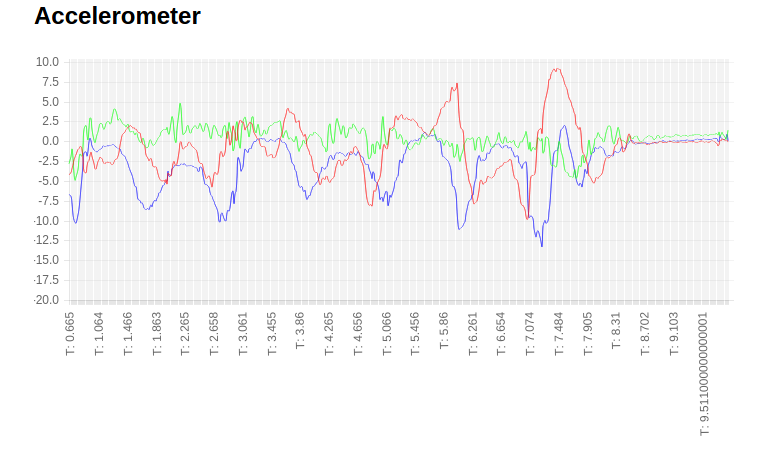 Accelerometer
10.0
7.5
5.0
2.5
0.0
-2.5
-5.0
-7.5
-10.0
-12.5
-15.0
-17.5
-20.0
T: 0.665
T: 1.064
T: 1.466
T: 1.863
T: 2.265
T: 2.658
T: 3.061
T: 3.455
T: 3.86
T: 4.265
T: 4.656
T: 5.066
T: 5.456
T: 5.86
T: 6.261
T: 6.654
T: 7.074
T: 7.484
T: 7.905
T: 8.31
T: 8.702
T: 9.103
T: 9.511000000000001